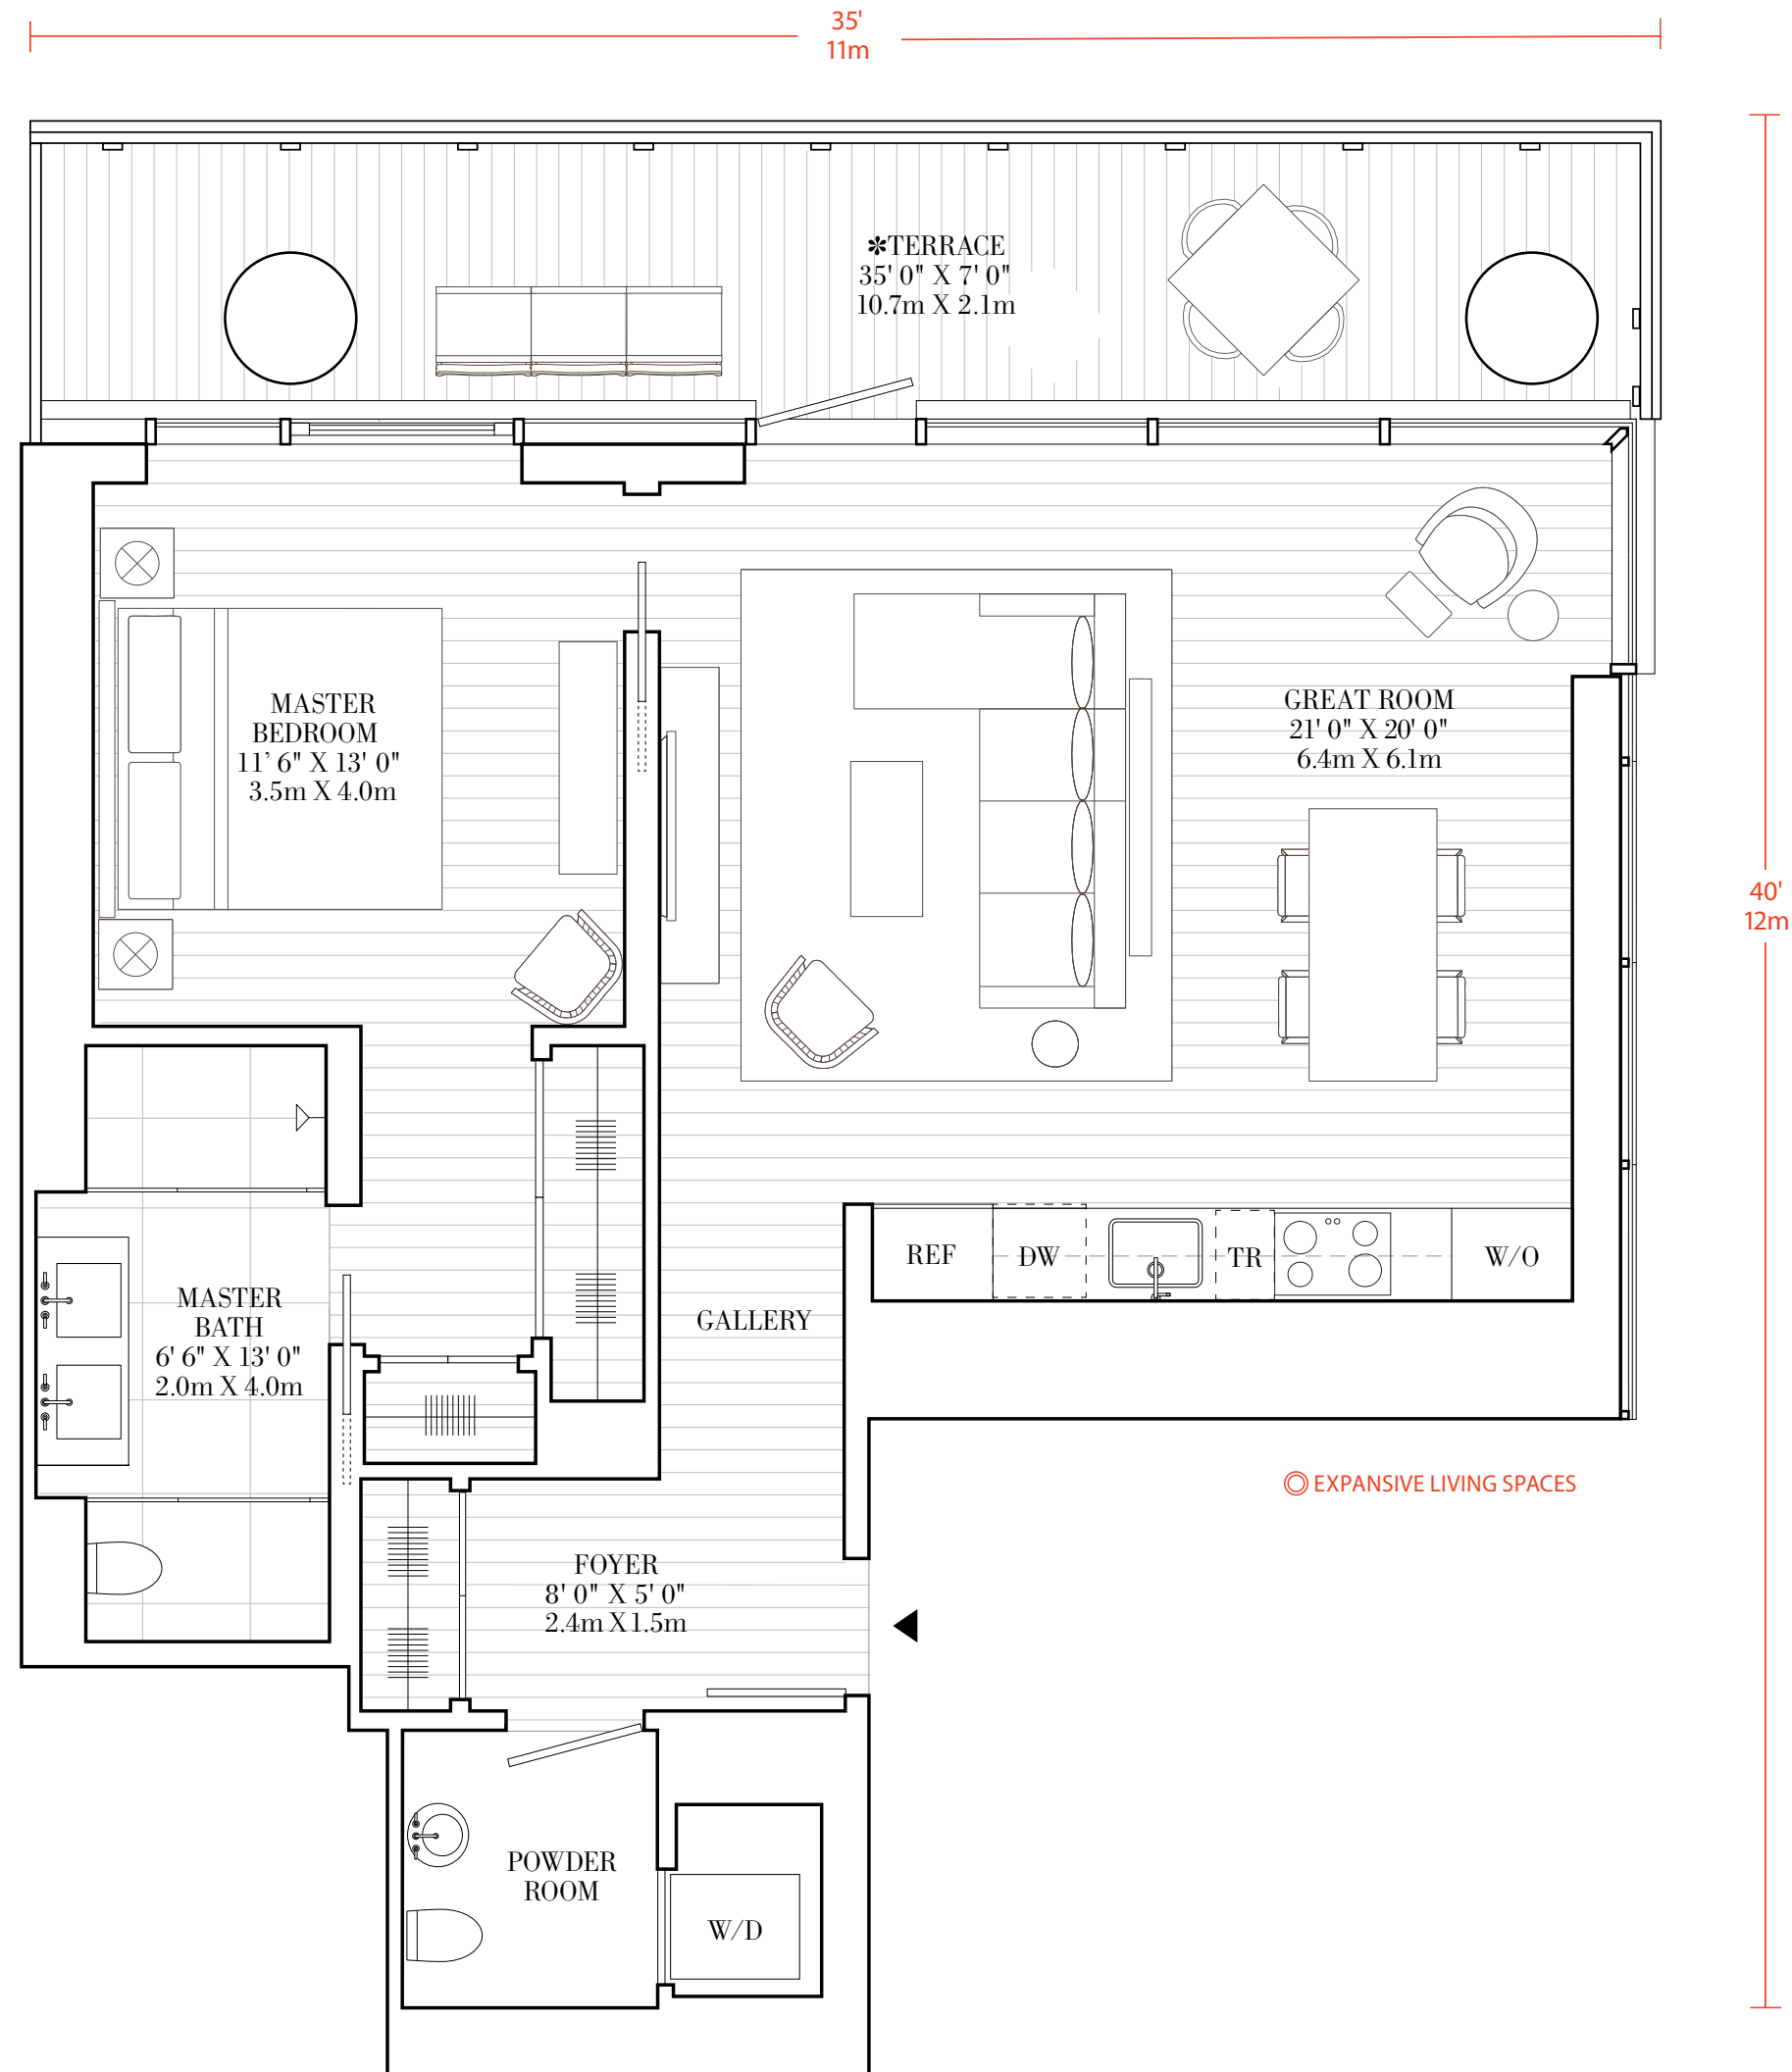 35'
11m
✽TERRACE
35' 0" X 7' 0"
10.7m X 2.1m
MASTER
BEDROOM
11’ 6" X 13' 0"
3.5m X 4.0m
GREAT ROOM
21' 0" X 20' 0"
6.4m X 6.1m
40'
12m
REF
DW
TR
W/O
MASTER
BATH
6' 6" X 13' 0"
2.0m X 4.0m
GALLERY
EXPANSIVE LIVING SPACES
FOYER
8' 0" X 5' 0"
2.4m X 1.5m
POWDER
ROOM
W/D